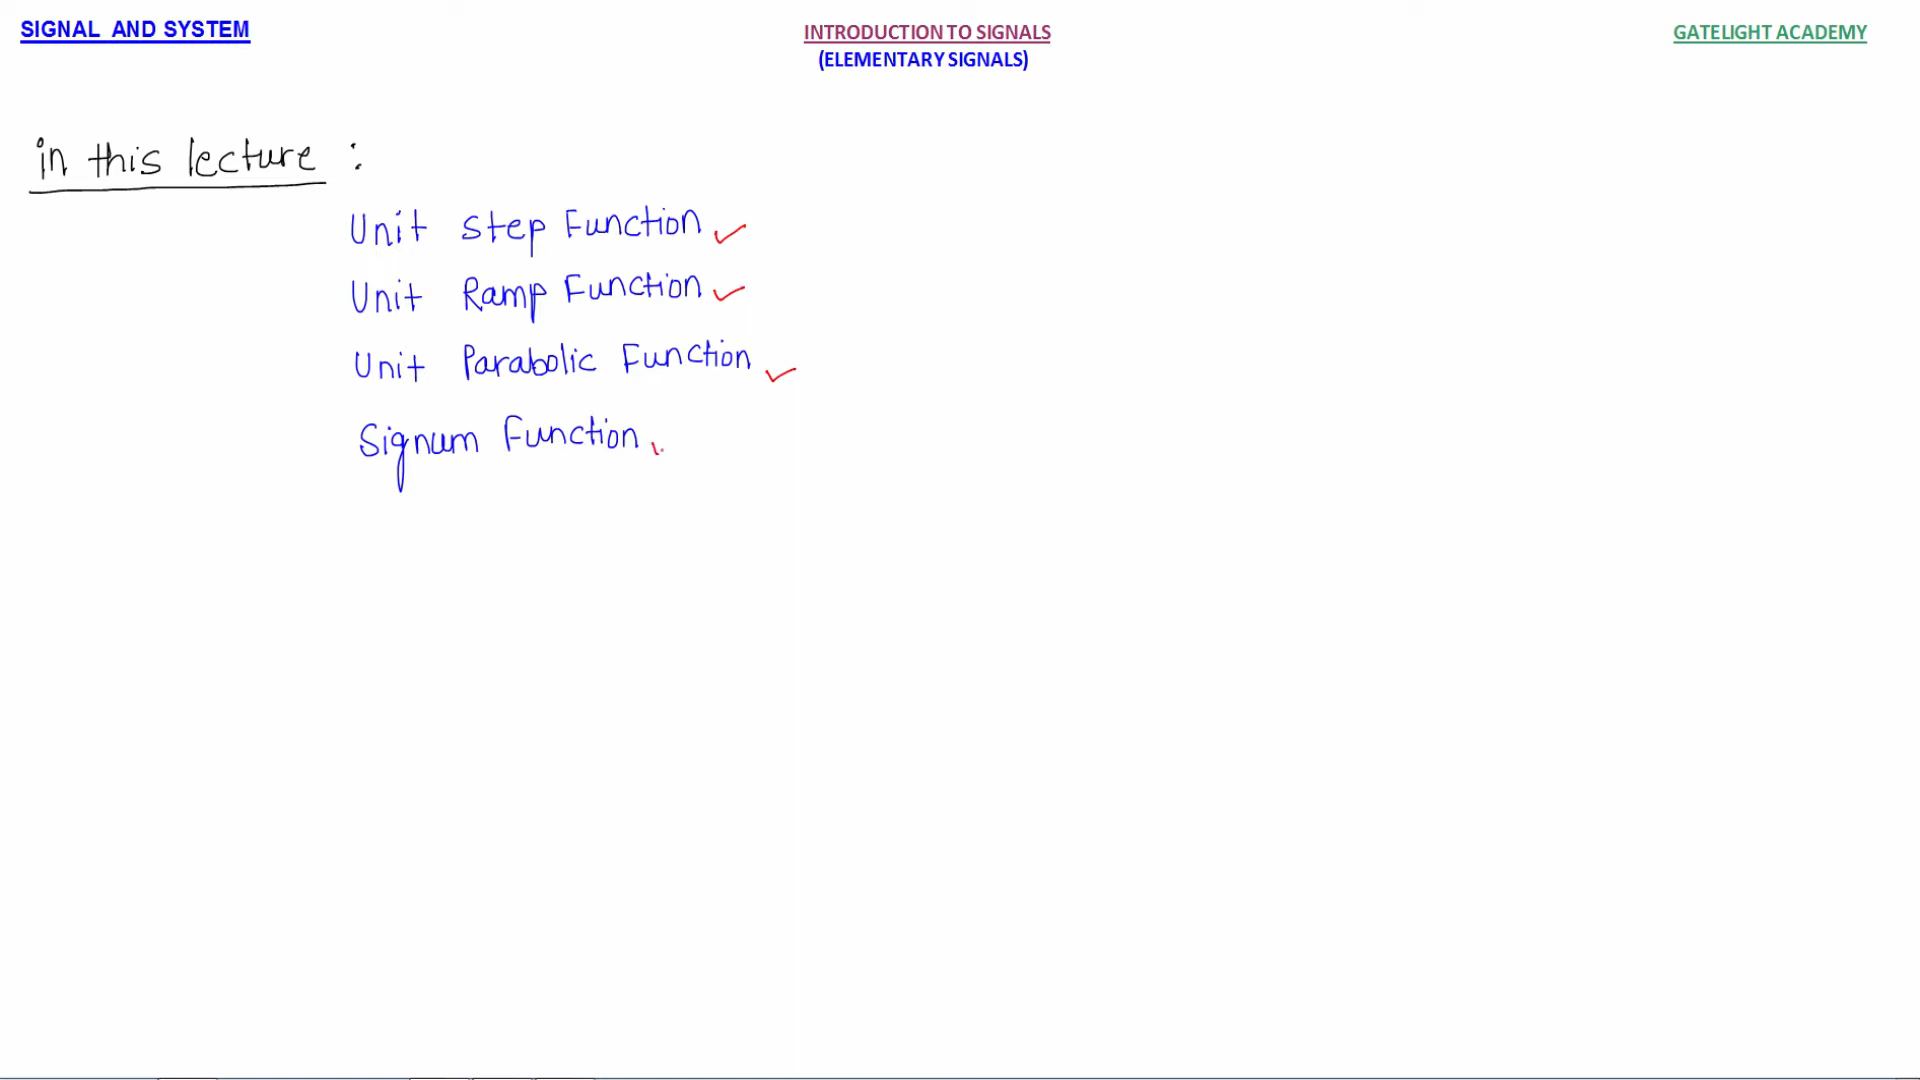 SIGNAL AND SYSTEM
INTRODUCTION TO SIGNALS
(ELEMENTARY SIGNALS)
GATELIGHT ACADEMY
in this lecture :
Unit step Function ✓
Unit Ramp Function ✓
Unit Parabolic Function ✓
Signum Function